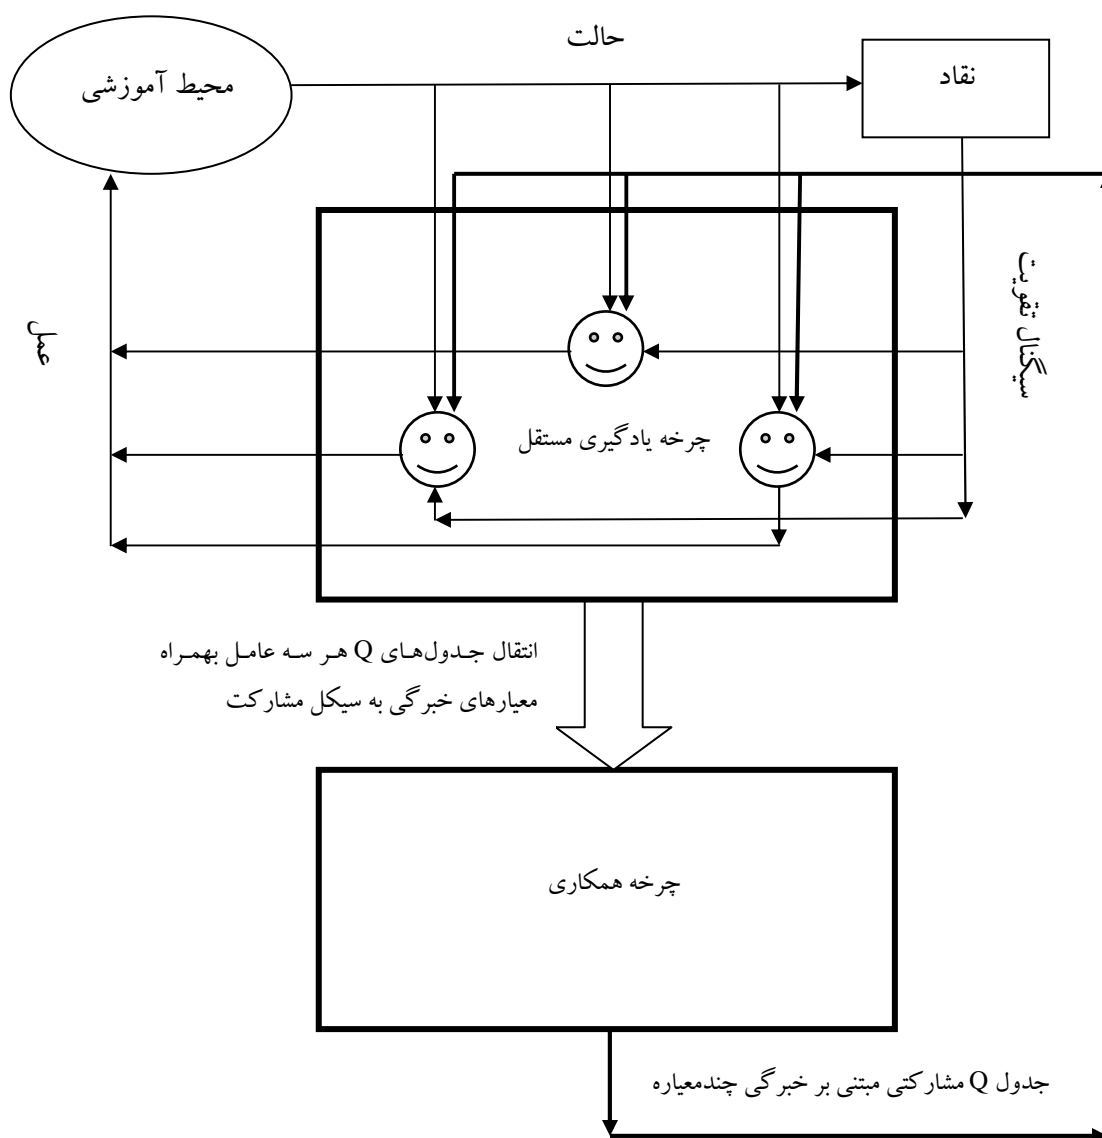 حالت
محیط آموزشی
نقاد
سیگنال تقویت
عمل
چرخه یادگیری مستقل
انتقال جدول‌های Q هر سه عامل بهمراه
معیارهای خبرگی به سیکل مشارکت
چرخه همکاری
جدول Q مشارکتی مبتنی بر خبرگی چندمعیاره